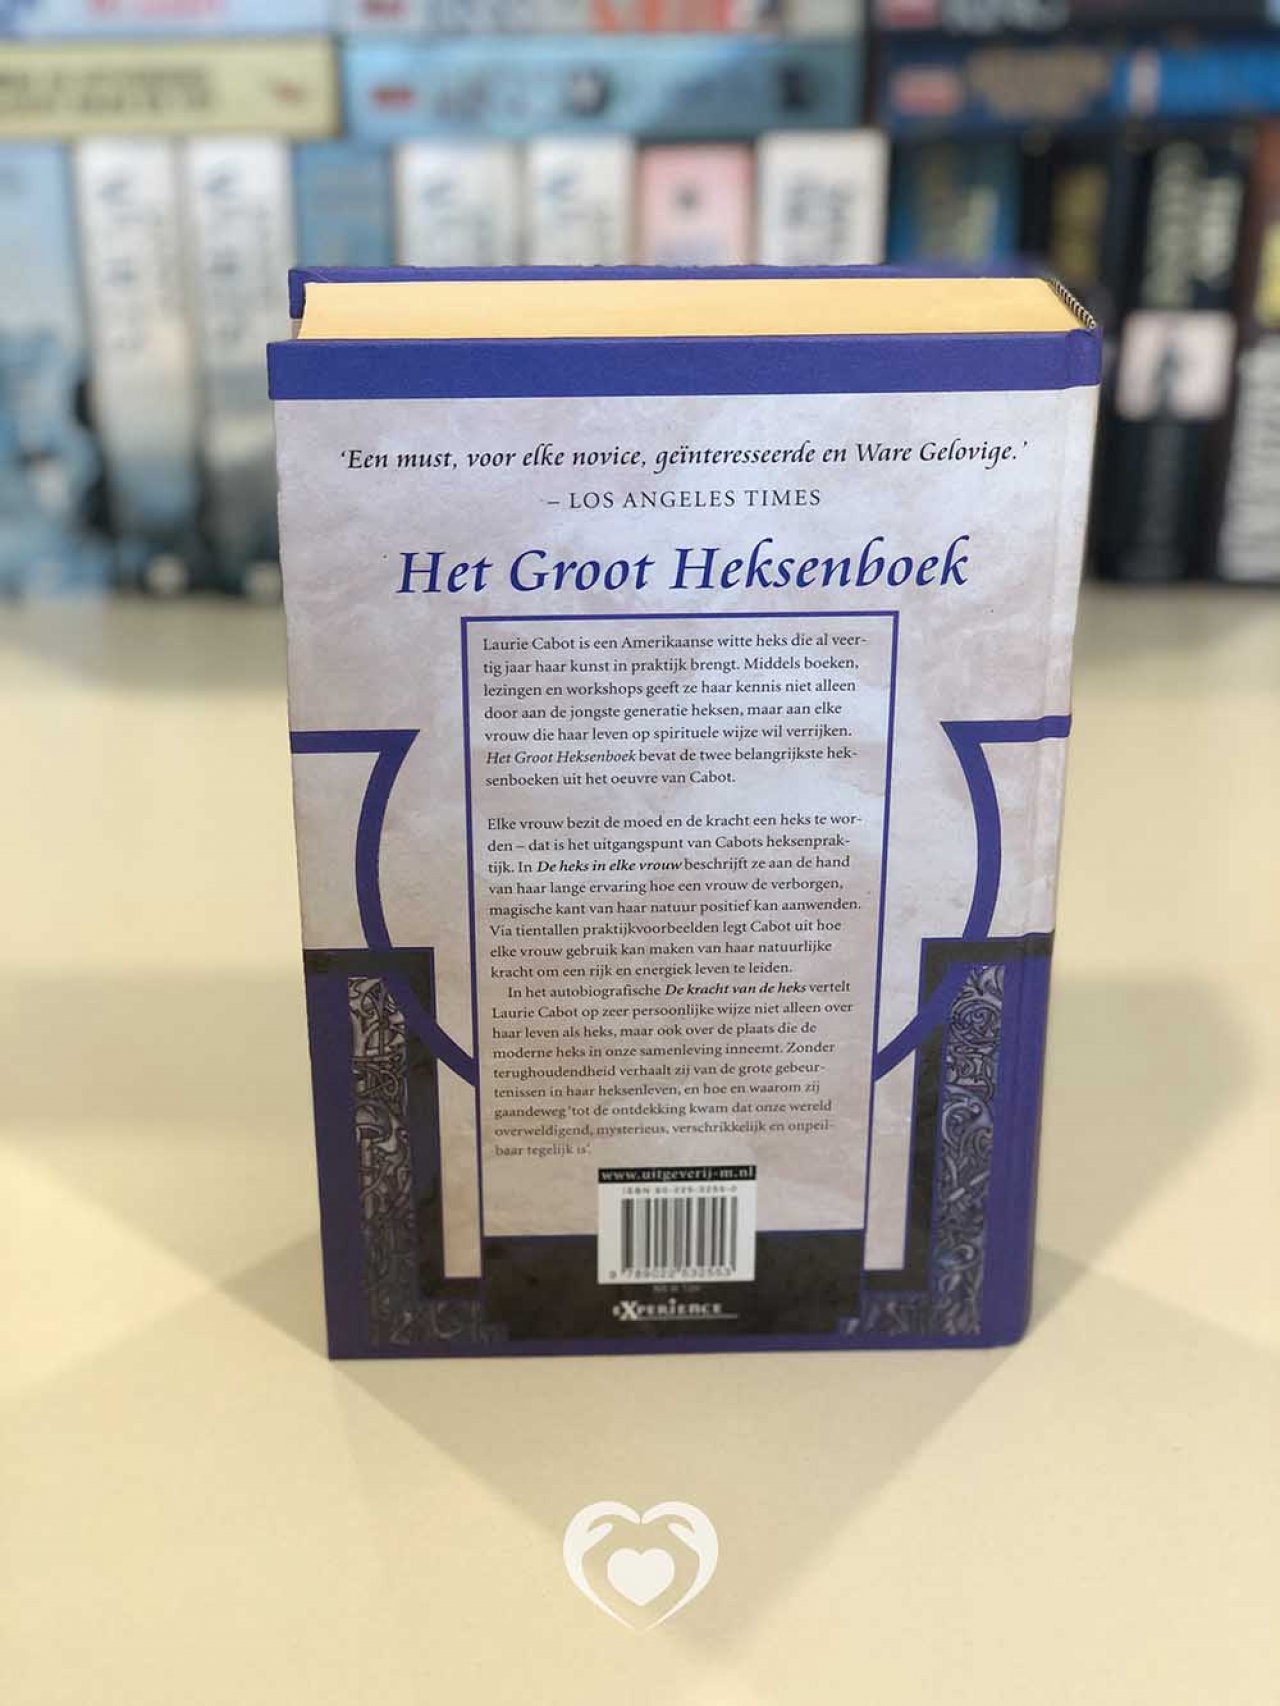 ‘Een must, voor elke novice, geïnteresseerde en Ware Gelovige.’
– LOS ANGELES TIMES
Het Groot Heksenboek
Laurie Cabot is een Amerikaanse witte heks die al veer-
tig jaar haar kunst in praktijk brengt. Middels boeken,
lezingen en workshops geeft ze haar kennis niet alleen
door aan de jongste generatie heksen, maar aan elke
vrouw die haar leven op spirituele wijze wil verrijken.
Het Groot Heksenboek bevat de twee belangrijkste hek-
senboeken uit het oeuvre van Cabot.
Elke vrouw bezit de moed en de kracht een heks te wor-
den – dat is het uitgangspunt van Cabots heksenprak-
tijk. In De heks in elke vrouw beschrijft ze aan de hand
van haar lange ervaring hoe een vrouw de verborgen,
magische kant van haar natuur positief kan aanwenden.
Via tientallen praktijkvoorbeelden legt Cabot uit hoe
elke vrouw gebruik kan maken van haar natuurlijke
kracht om een rijk en energiek leven te leiden.
In het autobiografische De kracht van de heks vertelt
Laurie Cabot op zeer persoonlijke wijze niet alleen over
haar leven als heks, maar ook over de plaats die de
moderne heks in onze samenleving inneemt. Zonder
terughoudendheid verhaalt zij van de grote gebeur-
tenissen in haar heksenleven, en hoe en waarom zij
gaandeweg ‘tot de ontdekking kwam dat onze wereld
overweldigend, mysterieus, verschrikkelijk en onpeil-
baar tegelijk is’.
www.uitgeverij-m.nl
ISBN
eXPERIENCE